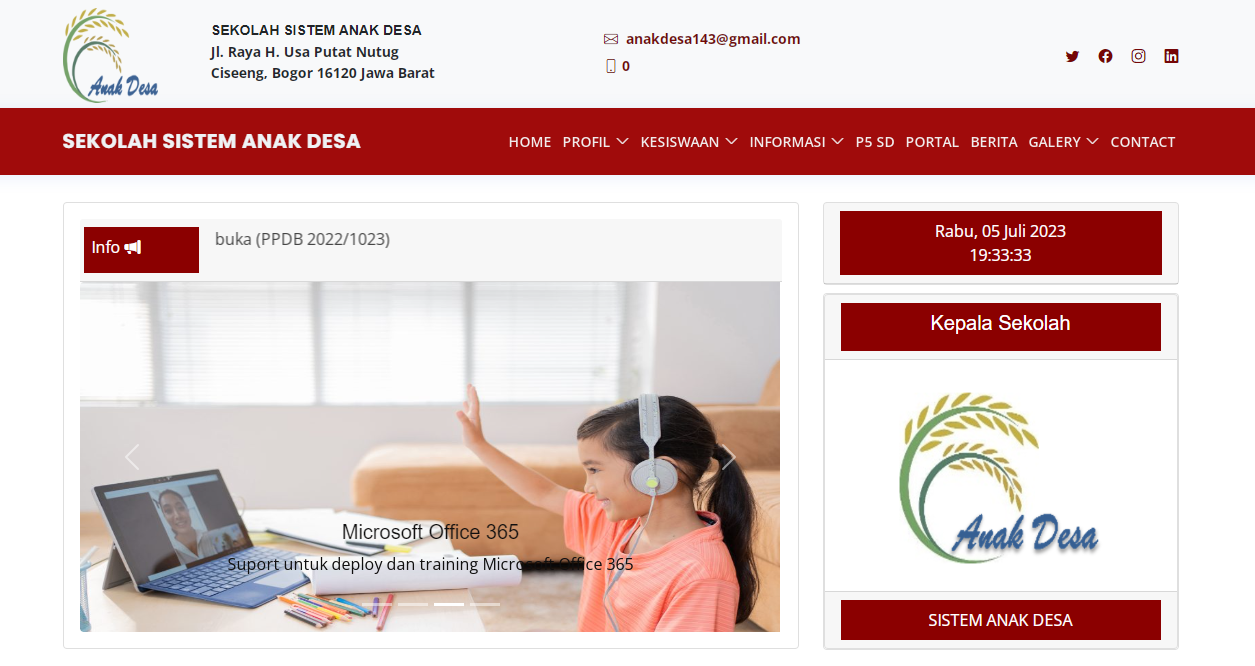 Anak Desa
SEKOLAH SISTEM ANAK DESA
Jl. Raya H. Usa Putat Nutug
Ciseeng, Bogor 16120 Jawa Barat
anakdesa143@gmail.com
0
SEKOLAH SISTEM ANAK DESA
HOME PROFIL KESISWAAN INFORMASI P5 SD PORTAL BERITA GALERY CONTACT
Info
buka (PPDB 2022/1023)
Microsoft Office 365
Suport untuk deploy dan training Microsoft Office 365
Rabu, 05 Juli 2023
19:33:33
Kepala Sekolah
Anak Desa
SISTEM ANAK DESA